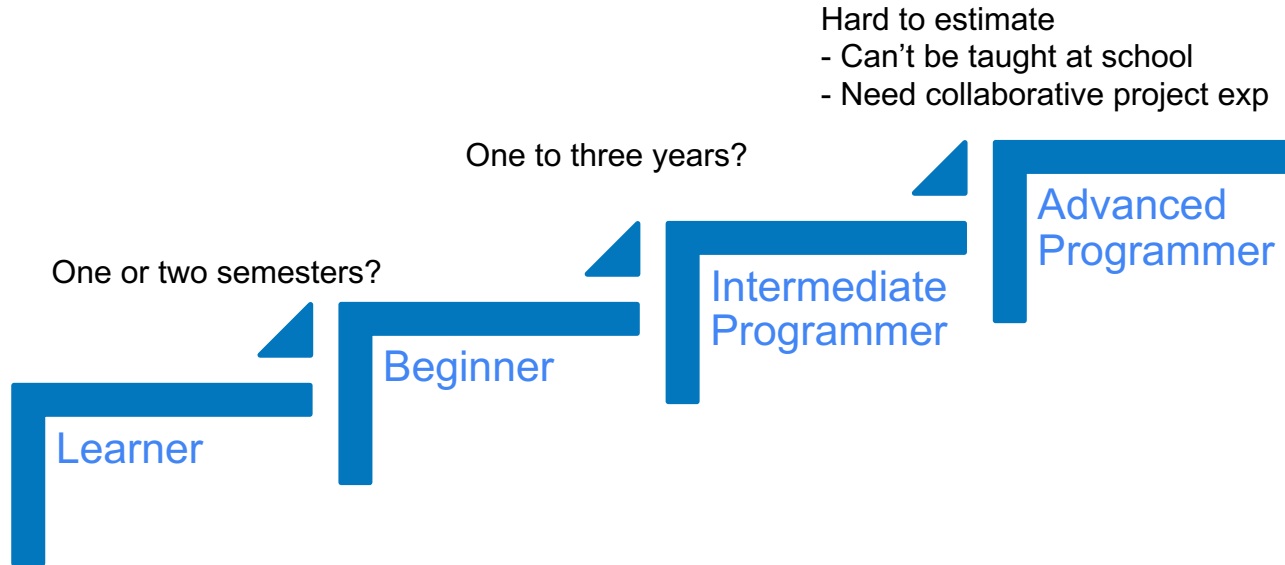 Hard to estimate
- Can't be taught at school
- Need collaborative project exp
One to three years?
Advanced
Programmer
One or two semesters?
Intermediate
Programmer
Beginner
Learner